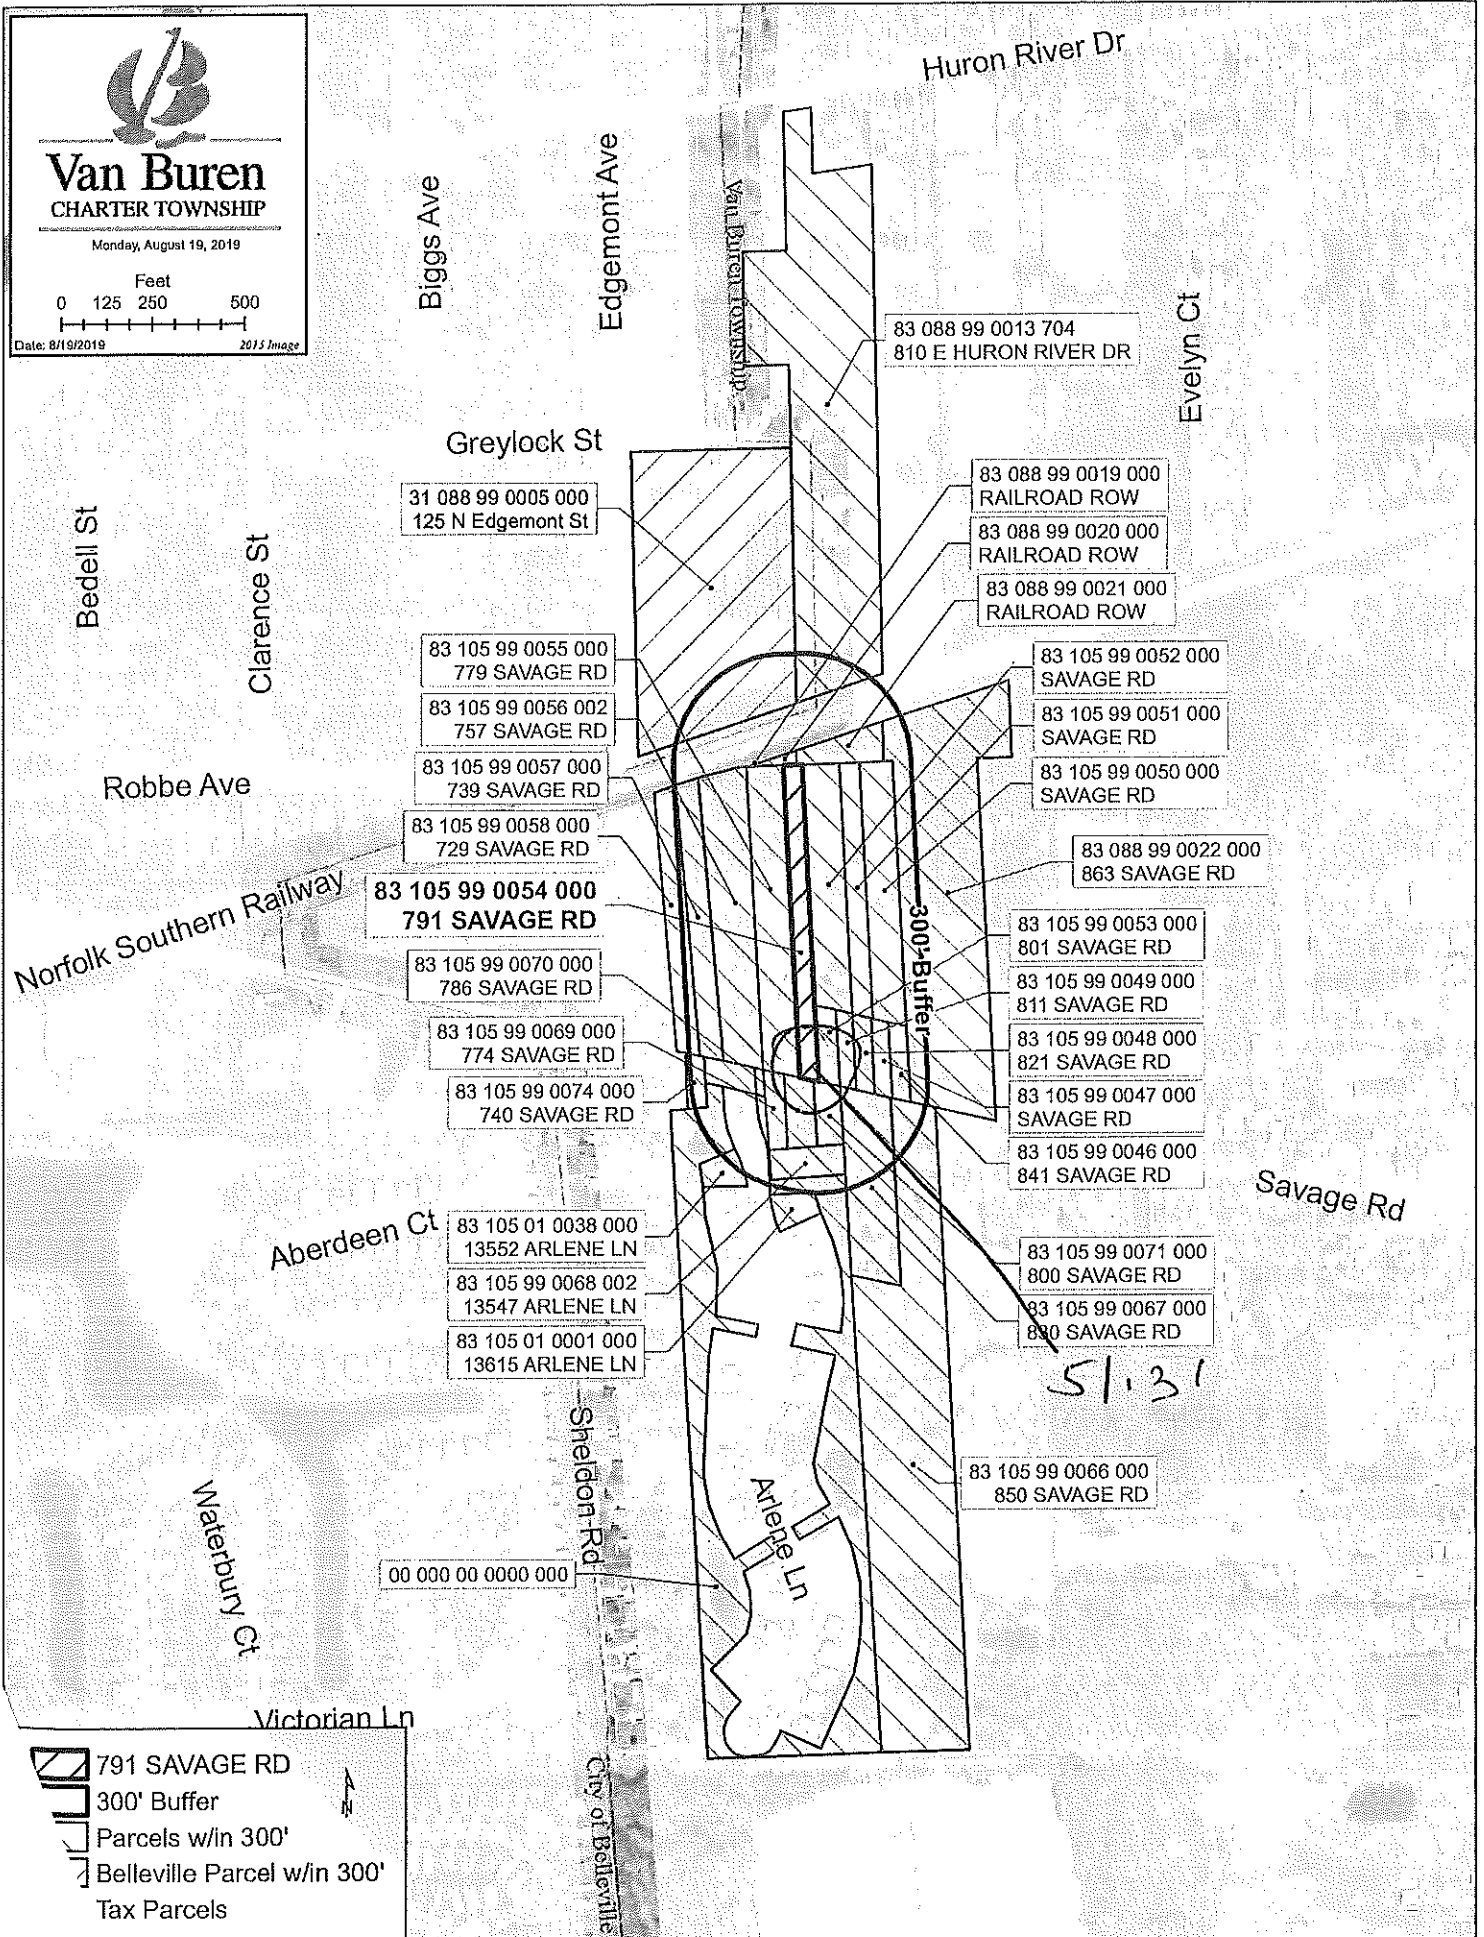 Van Buren
CHARTER TOWNSHIP
Monday, August 19, 2019
Feet
0 125 250 500
Date: 8/19/2019 2015 Image
Huron River Dr
Biggs Ave
Edgemont Ave
Van Buren Township
Evelyn Ct
83 088 99 0013 704
810 E HURON RIVER DR
Greylock St
31 088 99 0005 000
125 N Edgemont St
Bedell St
Clarence St
83 088 99 0019 000
RAILROAD ROW
83 088 99 0020 000
RAILROAD ROW
83 088 99 0021 000
RAILROAD ROW
83 105 99 0055 000
779 SAVAGE RD
83 105 99 0056 002
757 SAVAGE RD
83 105 99 0057 000
739 SAVAGE RD
83 105 99 0058 000
729 SAVAGE RD
83 105 99 0054 000
791 SAVAGE RD
83 105 99 0070 000
786 SAVAGE RD
83 105 99 0069 000
774 SAVAGE RD
83 105 99 0074 000
740 SAVAGE RD
Robbe Ave
Norfolk Southern Railway
83 105 99 0052 000
SAVAGE RD
83 105 99 0051 000
SAVAGE RD
83 105 99 0050 000
SAVAGE RD
83 088 99 0022 000
863 SAVAGE RD
300' Buffer
83 105 99 0053 000
801 SAVAGE RD
83 105 99 0049 000
811 SAVAGE RD
83 105 99 0048 000
821 SAVAGE RD
83 105 99 0047 000
SAVAGE RD
83 105 99 0046 000
841 SAVAGE RD
Savage Rd
Aberdeen Ct
83 105 01 0038 000
13552 ARLENE LN
83 105 99 0068 002
13547 ARLENE LN
83 105 01 0001 000
13615 ARLENE LN
83 105 99 0071 000
800 SAVAGE RD
83 105 99 0067 000
830 SAVAGE RD
51.31
Sheldon Rd
Arlene Ln
83 105 99 0066 000
850 SAVAGE RD
Waterbury Ct
00 000 00 0000 000
Victorian Ln
City of Belleville
791 SAVAGE RD
300' Buffer
N
Parcels w/in 300'
Belleville Parcel w/in 300'
Tax Parcels